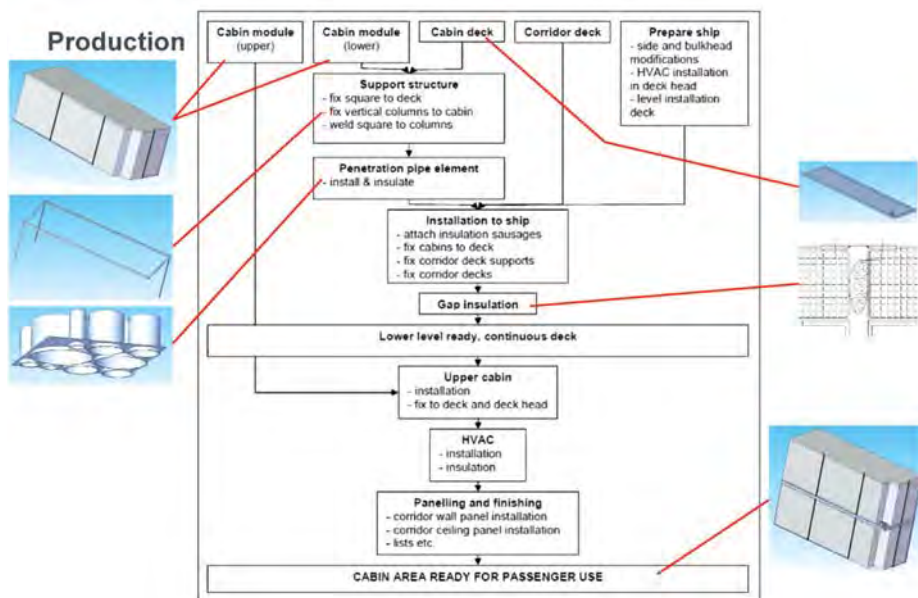 Production
Cabin module
(upper)
Cabin module
(lower)
Cabin deck
Corridor deck
Prepare ship
- side and bulkhead
modifications
- HVAC installation
in deck head
- level installation
deck
Support structure
- fix square to deck
- fix vertical columns to cabin
- weld square to columns
Penetration pipe element
- install & insulate
Installation to ship
- attach insulation sausages
- fix cabins to deck
- fix corridor deck supports
- fix corridor decks
Gap insulation
Lower level ready, continuous deck
Upper cabin
- installation
- fix to deck and deck head
HVAC
- installation
- insulation
Panelling and finishing
- corridor wall panel installation
- corridor ceiling panel installation
- lists etc.
CABIN AREA READY FOR PASSENGER USE